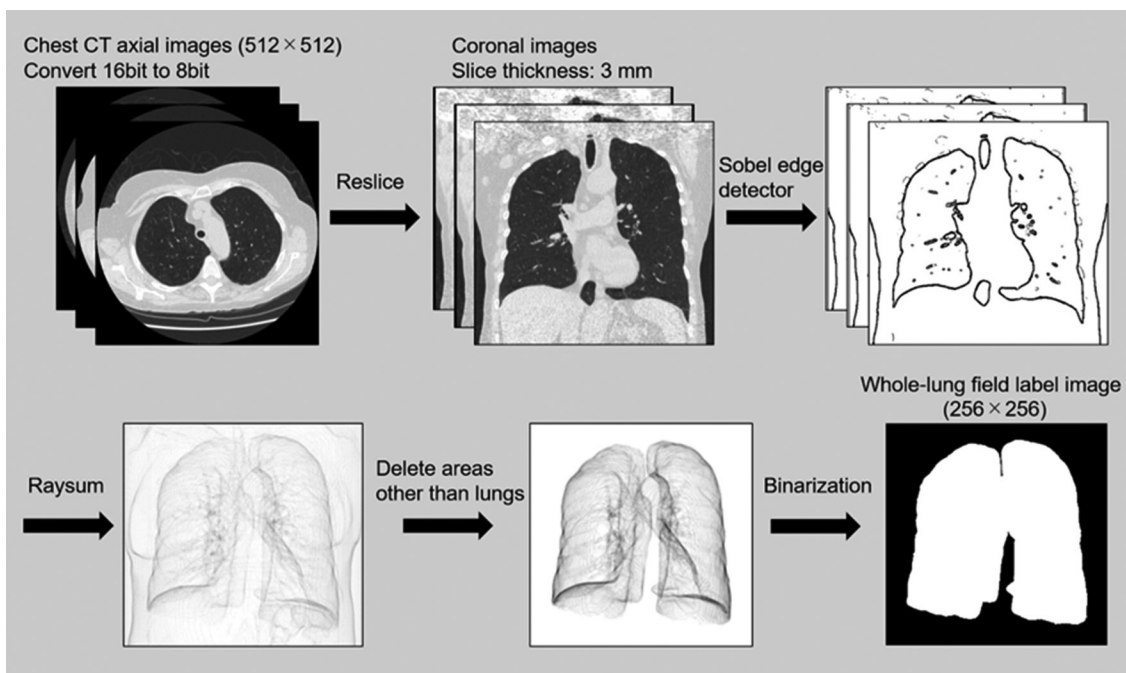 Chest CT axial images (512×512)
Convert 16bit to 8bit
Coronal images
Slice thickness: 3 mm
Reslice
Sobel edge
detector
Whole-lung field label image
(256×256)
Raysum
Delete areas
other than lungs
Binarization